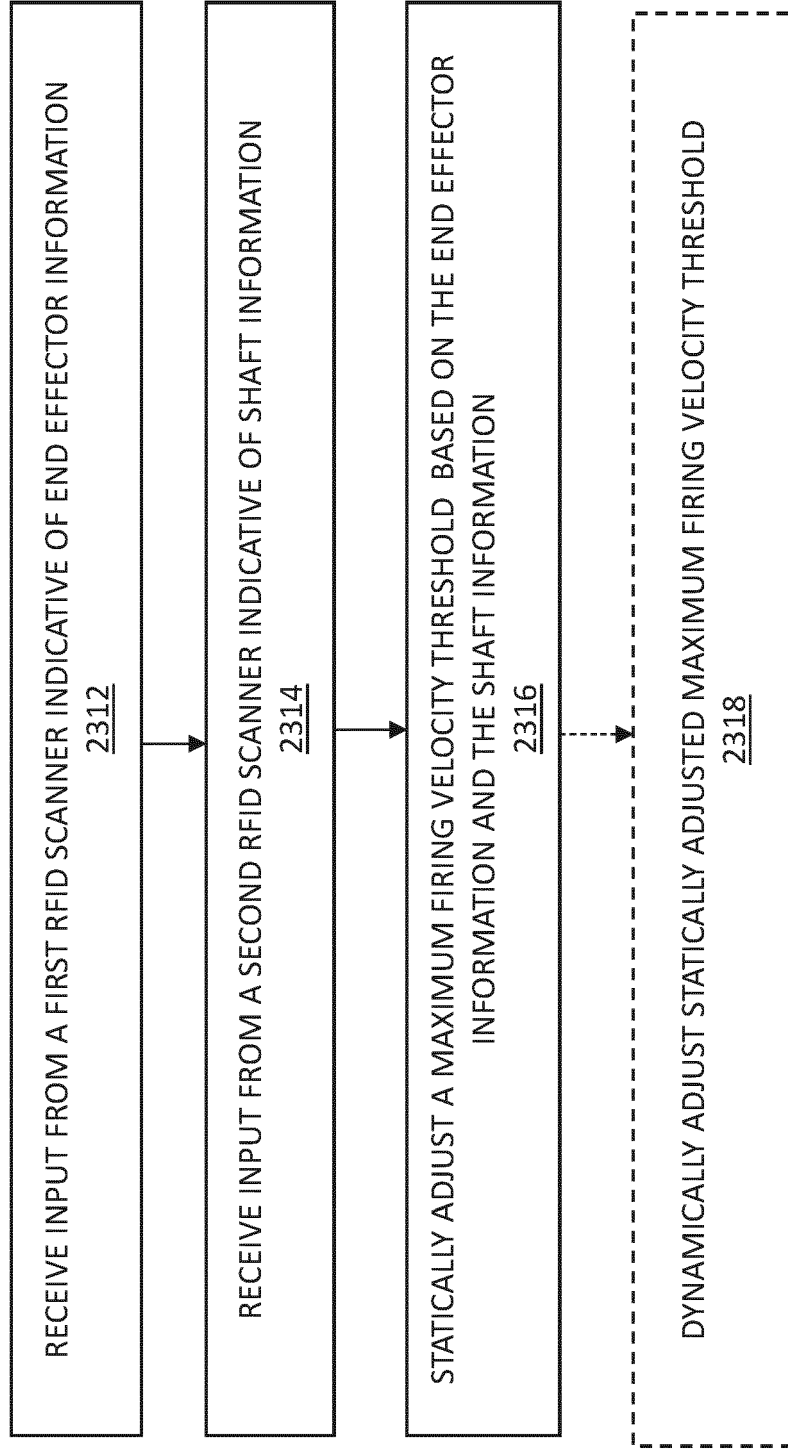 RECEIVE INPUT FROM A FIRST RFID SCANNER INDICATIVE OF END EFFECTOR INFORMATION
2312
RECEIVE INPUT FROM A SECOND RFID SCANNER INDICATIVE OF SHAFT INFORMATION
2314
STATICALLY ADJUST A MAXIMUM FIRING VELOCITY THRESHOLD BASED ON THE END EFFECTOR
INFORMATION AND THE SHAFT INFORMATION
2316
DYNAMICALLY ADJUST STATICALLY ADJUSTED MAXIMUM FIRING VELOCITY THRESHOLD
2318